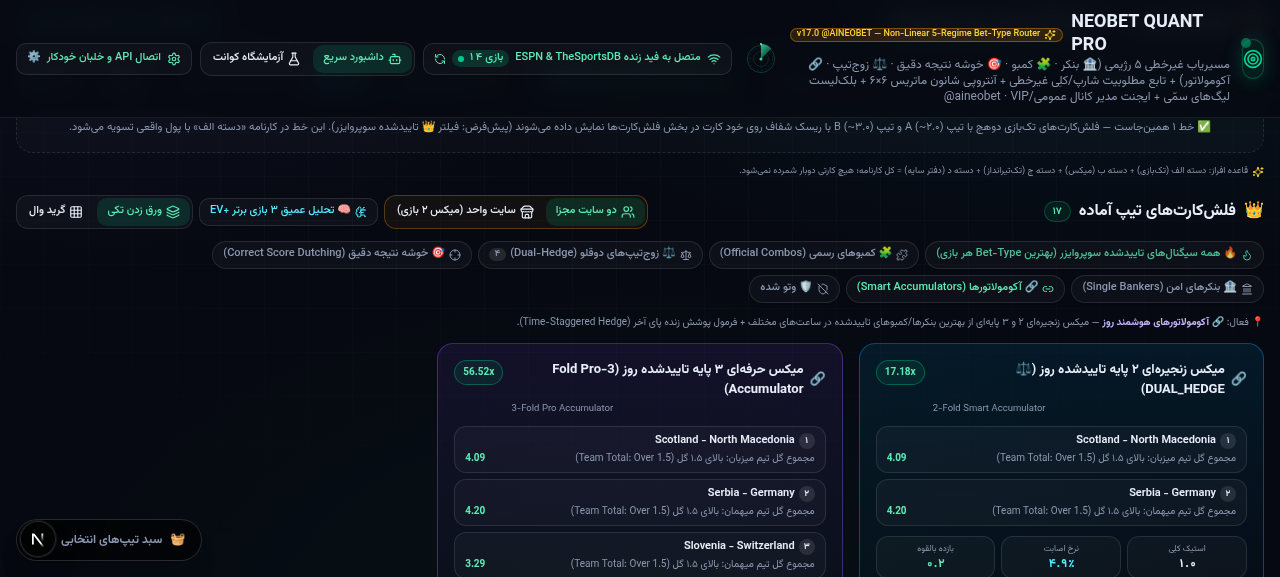 NEOBET QUANT PRO
v17.0 @AINEOBET — Non-Linear 5-Regime Bet-Type Router
مسیریاب غیرخطی ۵ رژیمی (🏦 بنکر · 🧩 کمبو · 🎯 خوشه نتیجه دقیق · ⚖️ زوج‌تیپ · 🔗
آکومولاتور) + تابع مطلوبیت شارپ/کلی غیرخطی + آنتروپی شانون ماتریس ۶×۶ + بلک‌لیست
لیگ‌های سمّی + ایجنت مدیر کانال عمومی/VIP · @aineobet
متصل به فید زنده ESPN & TheSportsDB
۱۴ بازی
داشبورد سریع
آزمایشگاه کوانت
اتصال API و خلبان خودکار ⚙️
✅ خط ۱ همین‌جاست — فلش‌کارت‌های تک‌بازی دوهج با تیپ A (~۲.۰) و تیپ B (~۳.۰) با ریسک شفاف روی خود کارت در بخش فلش‌کارت‌ها نمایش داده می‌شوند (پیش‌فرض: فیلتر 👑 تاییدشده سوپروایزر). این خط در کارنامه «دسته الف» با پول واقعی تسویه می‌شود.
قاعده افراز: دسته الف (تک‌بازی) + دسته ب (میکس) + دسته ج (تک‌تیرانداز) + دسته د (دفتر سایه) = کل کارنامه؛ هیچ کارتی دوبار شمرده نمی‌شود.
👑 فلش‌کارت‌های تیپ آماده ۱۷
دو سایت مجزا
سایت واحد (میکس ۲ بازی)
🧠 تحلیل عمیق ۳ بازی برتر +EV
ورق زدن تکی
گرید وال
🔥 همه سیگنال‌های تاییدشده سوپروایزر (بهترین Bet-Type هر بازی)
🧩 کمبوهای رسمی (Official Combos)
⚖️ زوج‌تیپ‌های دوقلو (Dual-Hedge) ۴
🎯 خوشه نتیجه دقیق (Correct Score Dutching)
🏦 بنکرهای امن (Single Bankers)
🔗 آکومولاتورها (Smart Accumulators)
🛡️ وتو شده
📍 فعال: 🔗 آکومولاتورهای هوشمند روز — میکس زنجیره‌ای ۲ و ۳ پایه‌ای از بهترین بنکرها/کمبوهای تاییدشده در ساعت‌های مختلف + فرمول پوشش زنده پای آخر (Time-Staggered Hedge).
🔗 میکس زنجیره‌ای ۲ پایه تاییدشده روز (⚖️
DUAL_HEDGE)
17.18x
2-Fold Smart Accumulator
۱ Scotland - North Macedonia
مجموع گل تیم میزبان: بالای ۱.۵ گل (Team Total: Over 1.5)
4.09
۲ Serbia - Germany
مجموع گل تیم میهمان: بالای ۱.۵ گل (Team Total: Over 1.5)
4.20
استیک کلی
۱.۰
نرخ اصابت
۴.۹٪
بازده بالقوه
۰.۲
🔗 میکس حرفه‌ای ۳ پایه تاییدشده روز (3-Fold Pro
Accumulator)
56.52x
3-Fold Pro Accumulator
۱ Scotland - North Macedonia
مجموع گل تیم میزبان: بالای ۱.۵ گل (Team Total: Over 1.5)
4.09
۲ Serbia - Germany
مجموع گل تیم میهمان: بالای ۱.۵ گل (Team Total: Over 1.5)
4.20
۳ Slovenia - Switzerland
مجموع گل تیم میهمان: بالای ۱.۵ گل (Team Total: Over 1.5)
3.29
🧺 سبد تیپ‌های انتخابی
N